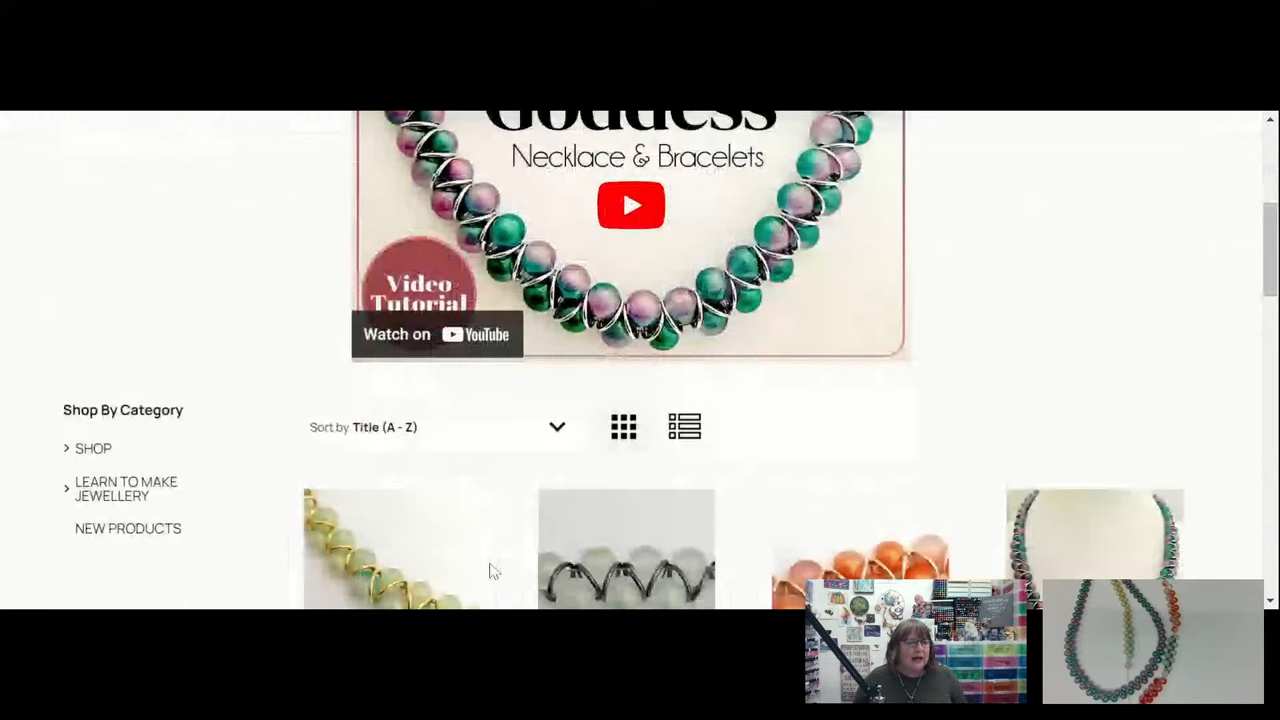 Goddess
Necklace & Bracelets
Video
Tutorial
Watch on YouTube
Shop By Category
Sort by Title (A - Z)
SHOP
LEARN TO MAKE
JEWELLERY
NEW PRODUCTS